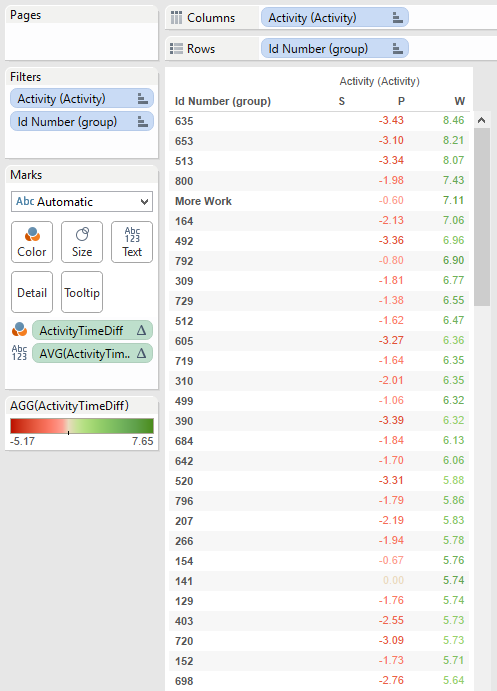 Pages
Columns
Activity (Activity)
Rows
Id Number (group)
Filters
Activity (Activity)
Id Number (group)
Marks
Abc Automatic
Color
Size
Abc
123
Text
Detail
Tooltip
ActivityTimeDiff Δ
Abc
123
AVG(ActivityTim.. Δ
AGG(ActivityTimeDiff)
-5.17 7.65
Activity (Activity)
Id Number (group) S P W
635 -3.43 8.46
653 -3.10 8.21
513 -3.34 8.07
800 -1.98 7.43
More Work -0.60 7.11
164 -2.13 7.06
492 -3.36 6.96
792 -0.80 6.90
309 -1.81 6.77
729 -1.38 6.55
512 -1.62 6.47
605 -3.27 6.36
719 -1.64 6.35
310 -2.01 6.35
499 -1.06 6.32
390 -3.39 6.32
684 -1.84 6.13
642 -1.70 6.06
520 -3.31 5.88
796 -1.79 5.86
207 -2.19 5.83
266 -1.94 5.78
154 -0.67 5.76
141 0.00 5.74
129 -1.76 5.74
403 -2.55 5.73
720 -3.09 5.73
152 -1.73 5.71
698 -2.76 5.64